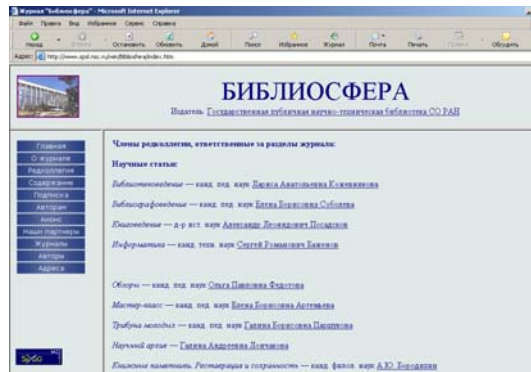 Журнал "Библиосфера" - Microsoft Internet Explorer
Файл Правка Вид Избранное Сервис Справка
Назад Остановить Обновить Домой Поиск Избранное Журнал Почта Печать Обсудить
Адрес: http://www.spsl.nsc.ru/win/Bibliosfera/index.htm
БИБЛИОСФЕРА
Издатель: Государственная публичная научно-техническая библиотека СО РАН
Главная
О журнале
Редколлегия
Содержание
Подписка
Авторам
Анонс
Наши партнеры
Журналы
Авторы
Адреса
Члены редколлегии, ответственные за разделы журнала:
Научные статьи:
Библиотековедение — канд. пед. наук Лариса Анатольевна Кожевникова
Библиографоведение — канд. пед. наук Елена Борисовна Соболева
Книговедение — д-р ист. наук Александр Леонидович Посадсков
Информатика — канд. техн. наук Сергей Романович Баженов
Обзоры — канд. пед. наук Ольга Павловна Федотова
Мастер-класс — канд. пед. наук Елена Борисовна Артемьева
Трибуна молодых — канд. пед. наук Галина Борисовна Паршукова
Научный архив — Галина Андреевна Лончакова
Книжные памятники. Реставрация и сохранность — канд. филол. наук А.Ю. Бородихин